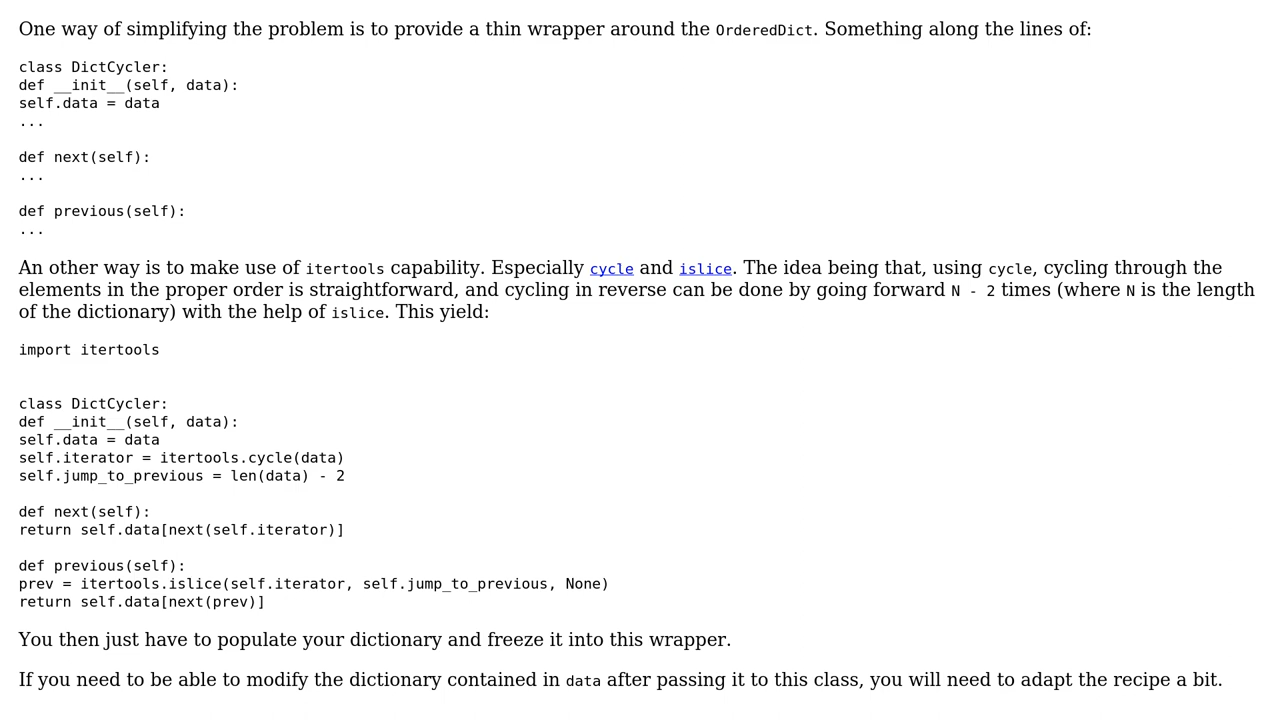 One way of simplifying the problem is to provide a thin wrapper around the OrderedDict. Something along the lines of:
class DictCycler:
def __init__(self, data):
self.data = data
...
def next(self):
...
def previous(self):
...
An other way is to make use of itertools capability. Especially cycle and islice. The idea being that, using cycle, cycling through the
elements in the proper order is straightforward, and cycling in reverse can be done by going forward N - 2 times (where N is the length
of the dictionary) with the help of islice. This yield:
import itertools
class DictCycler:
def __init__(self, data):
self.data = data
self.iterator = itertools.cycle(data)
self.jump_to_previous = len(data) - 2
def next(self):
return self.data[next(self.iterator)]
def previous(self):
prev = itertools.islice(self.iterator, self.jump_to_previous, None)
return self.data[next(prev)]
You then just have to populate your dictionary and freeze it into this wrapper.
If you need to be able to modify the dictionary contained in data after passing it to this class, you will need to adapt the recipe a bit.